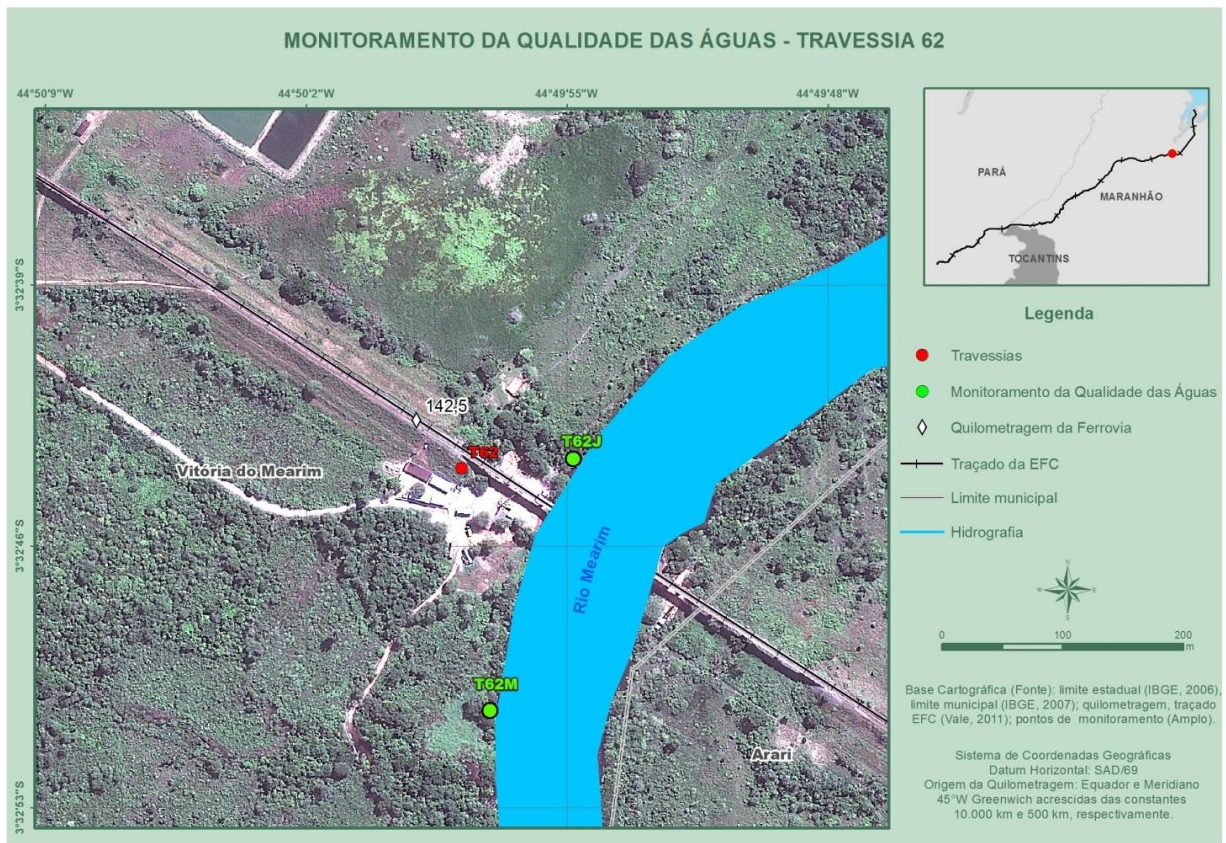 MONITORAMENTO DA QUALIDADE DAS ÁGUAS - TRAVESSIA 62
44°50'9"W
44°50'2"W
44°49'55"W
44°49'48"W
3°32'39"S
3°32'46"S
3°32'53"S
142,5
T62
T62J
Vitória do Mearim
Rio Mearim
T62M
Arari
PARÁ
MARANHÃO
TOCANTINS
Legenda
Travessias
Monitoramento da Qualidade das Águas
Quilometragem da Ferrovia
Traçado da EFC
Limite municipal
Hidrografia
N
W
E
S
0
100
200
m
Base Cartográfica (Fonte): limite estadual (IBGE, 2006),
limite municipal (IBGE, 2007); quilometragem, traçado
EFC (Vale, 2011); pontos de monitoramento (Amplo).
Sistema de Coordenadas Geográficas
Datum Horizontal: SAD/69
Origem da Quilometragem: Equador e Meridiano
45°W Greenwich acrescidas das constantes
10.000 km e 500 km, respectivamente.